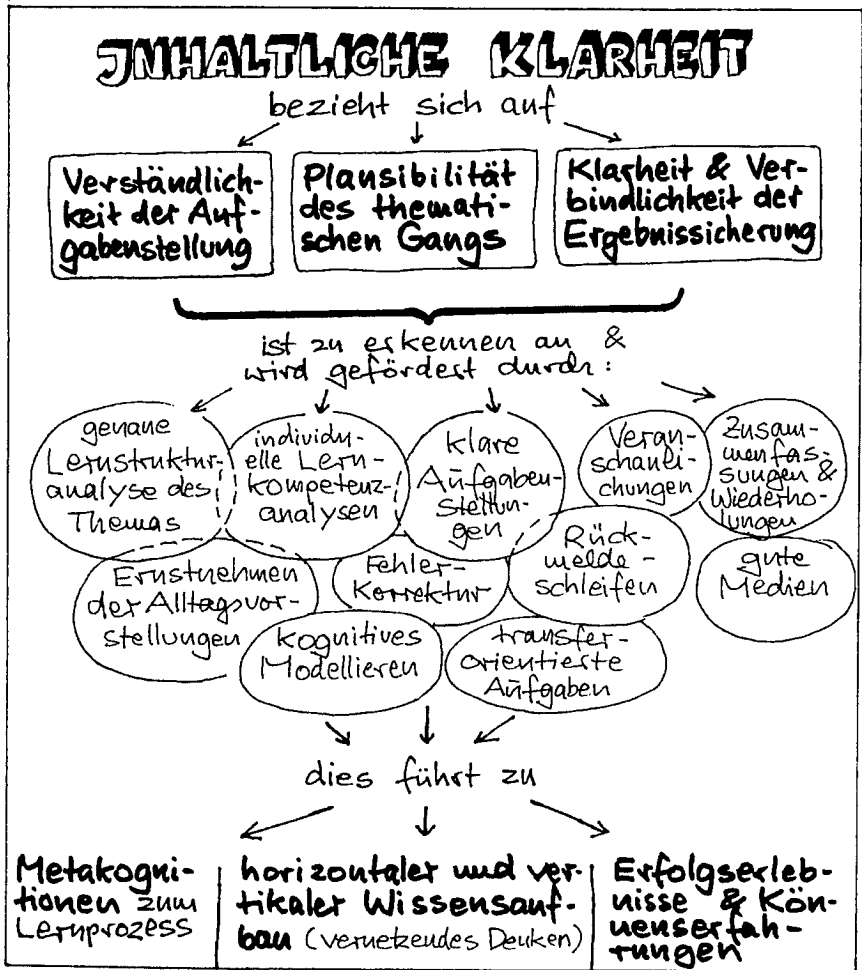 INHALTLICHE KLARHEIT
bezieht sich auf
Verständlich-
keit der Auf-
gabenstellung
Plausibilität
des themati-
schen Gangs
Klarheit & Ver-
bindlichkeit der
Ergebnissicherung
ist zu erkennen an &
wird gefördert durch:
genaue
Lernstruktur-
analyse des
Themas
individu-
elle Lern-
kompetenz-
analysen
klare
Aufgaben-
stellun-
gen
Veran-
schauli-
chungen
Zusam-
menfas-
sungen &
Wiederho-
lungen
Ernstnehmen
der Alltagsvor-
stellungen
Fehler-
Korrektur
Rück-
melde-
schleifen
gute
Medien
kognitives
Modellieren
transfer-
orientierte
Aufgaben
dies führt zu
Metakogni-
tionen zum
Lernprozess
horizontaler und ver-
tikaler Wissensauf-
bau (vernetzendes Denken)
Erfolgserleb-
nisse & Kön-
nenserfah-
rungen